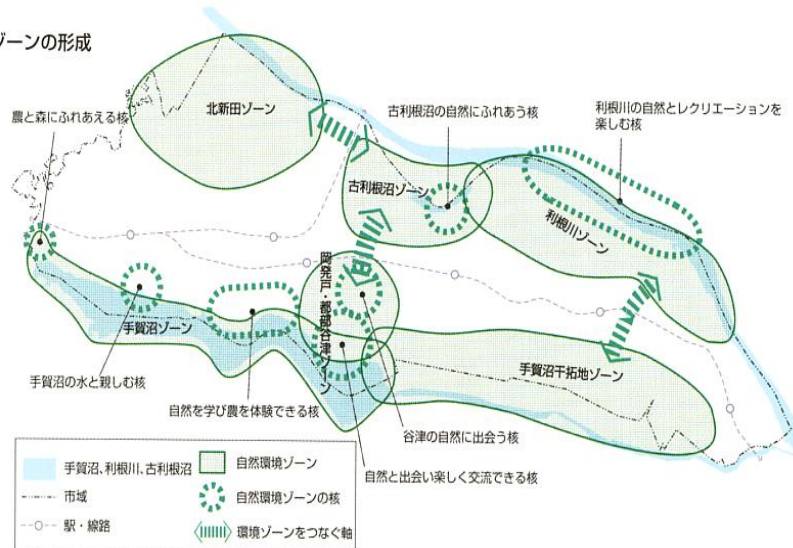 ゾーンの形成
農と森にふれあえる核
北新田ゾーン
古利根沼の自然にふれあう核
利根川の自然とレクリエーションを
楽しむ核
古利根沼ゾーン
利根川ゾーン
岡発戸・都部谷津ゾーン
手賀沼ゾーン
手賀沼干拓地ゾーン
手賀沼の水と親しむ核
自然を学び農を体験できる核
谷津の自然に出会う核
自然と出会い楽しく交流できる核
手賀沼、利根川、古利根沼
市域
駅・線路
自然環境ゾーン
自然環境ゾーンの核
環境ゾーンをつなぐ軸